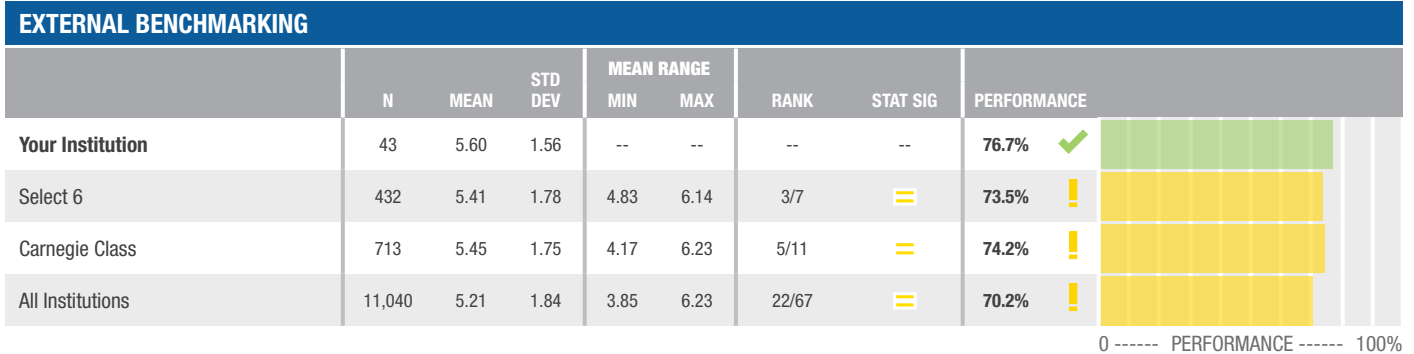 EXTERNAL BENCHMARKING
N MEAN STD DEV MEAN RANGE MIN MAX RANK STAT SIG PERFORMANCE
Your Institution 43 5.60 1.56 -- -- -- -- 76.7%
Select 6 432 5.41 1.78 4.83 6.14 3/7 = 73.5% !
Carnegie Class 713 5.45 1.75 4.17 6.23 5/11 = 74.2% !
All Institutions 11,040 5.21 1.84 3.85 6.23 22/67 = 70.2% !
0 ------ PERFORMANCE ------ 100%